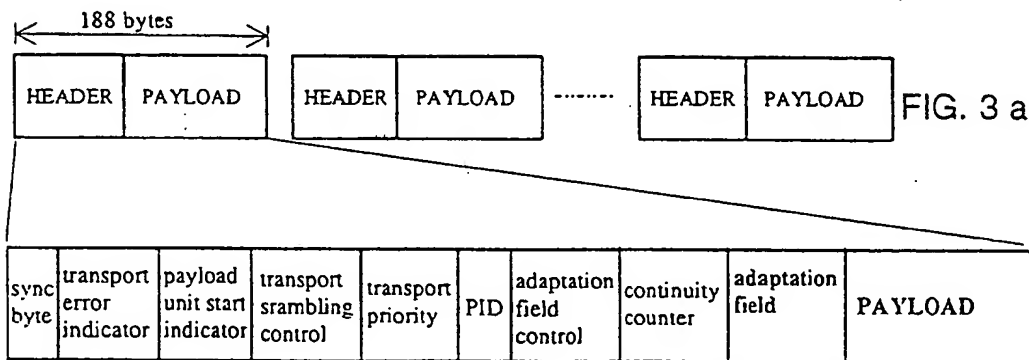 188 bytes
HEADER PAYLOAD HEADER PAYLOAD HEADER PAYLOAD FIG. 3 a
sync byte
transport error indicator
payload unit start indicator
transport srambling control
transport priority
PID
adaptation field control
continuity counter
adaptation field
PAYLOAD